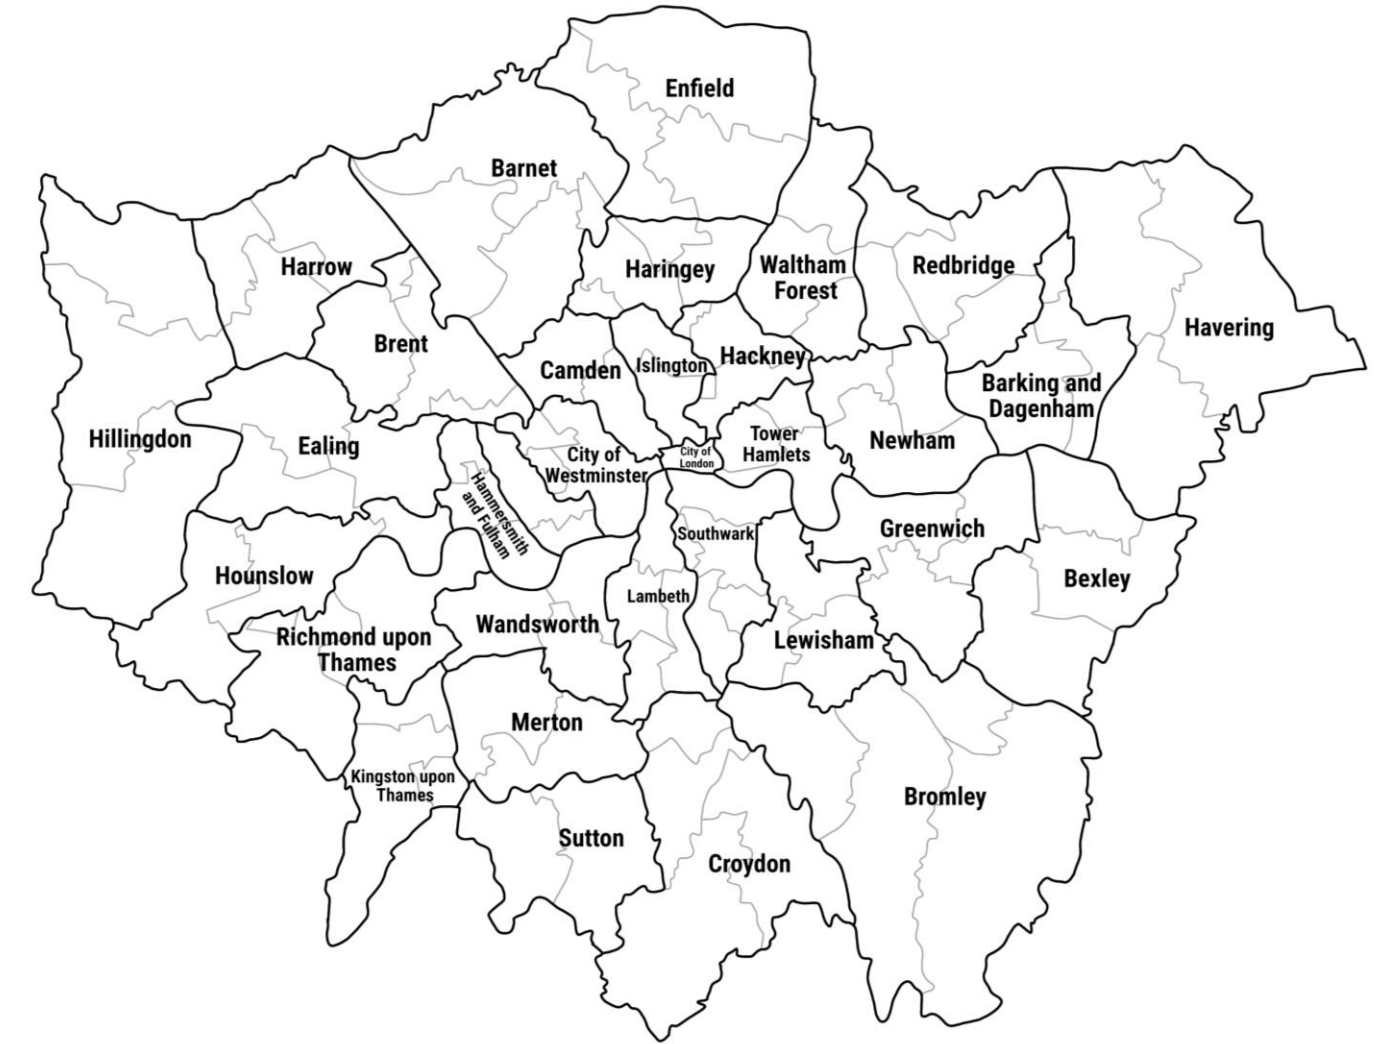 Enfield
Barnet
Harrow
Haringey
Waltham
Forest
Redbridge
Havering
Brent
Camden
Islington
Hackney
Barking and
Dagenham
Hillingdon
Ealing
City of
Westminster
City of
London
Tower
Hamlets
Newham
Hammersmith
and Fulham
Southwark
Greenwich
Hounslow
Bexley
Lambeth
Richmond upon
Thames
Wandsworth
Lewisham
Merton
Kingston upon
Thames
Bromley
Sutton
Croydon